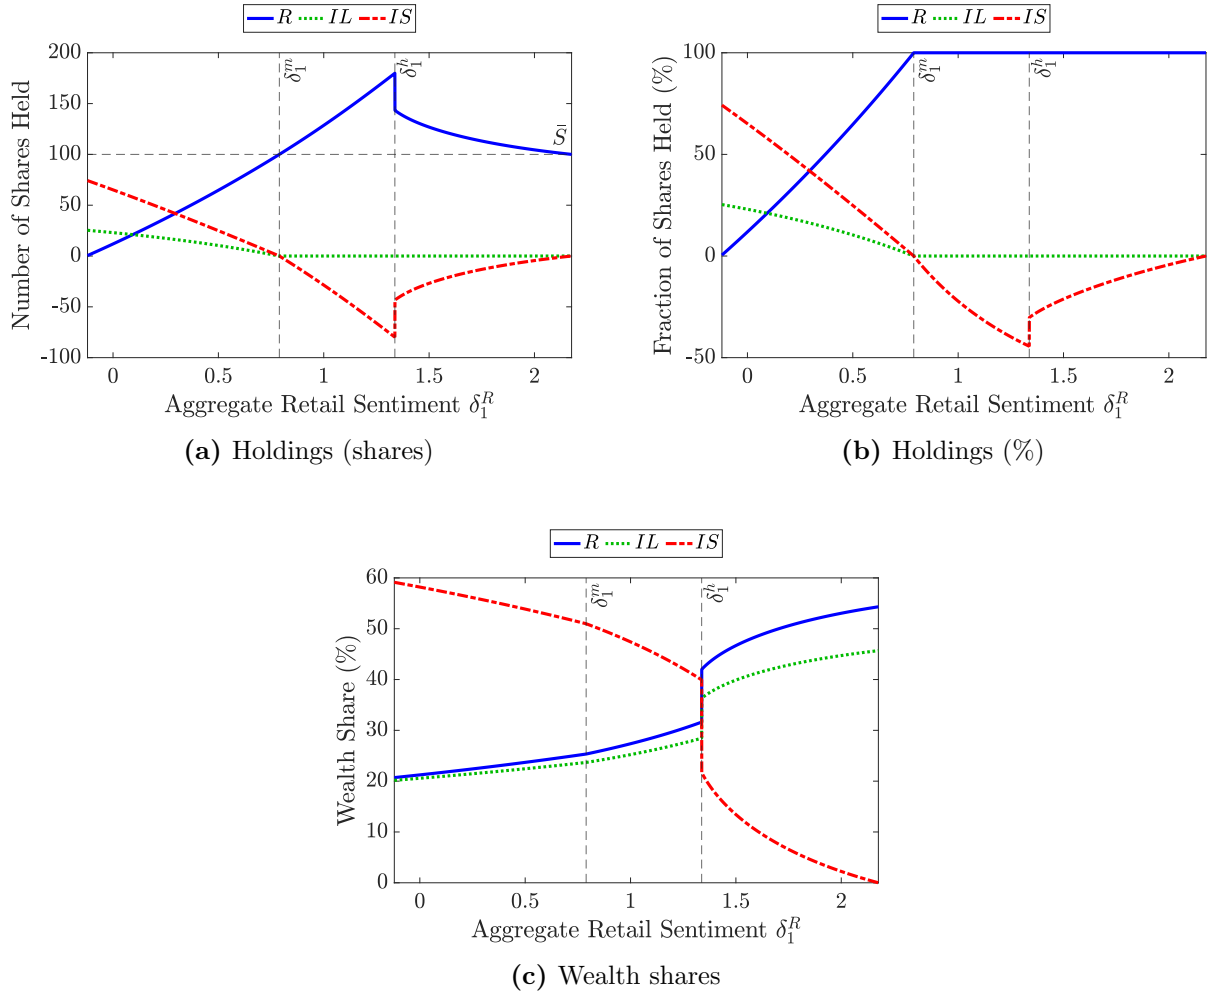 R IL IS
200
150
100
50
0
-50
-100
Number of Shares Held
δ₁ᵐ
δ₁ʰ
S̄
0 0.5 1 1.5 2
Aggregate Retail Sentiment δ₁ᴿ
(a) Holdings (shares)
R IL IS
100
50
0
-50
Fraction of Shares Held (%)
δ₁ᵐ
δ₁ʰ
0 0.5 1 1.5 2
Aggregate Retail Sentiment δ₁ᴿ
(b) Holdings (%)
R IL IS
60
50
40
30
20
10
0
Wealth Share (%)
δ₁ᵐ
δ₁ʰ
0 0.5 1 1.5 2
Aggregate Retail Sentiment δ₁ᴿ
(c) Wealth shares